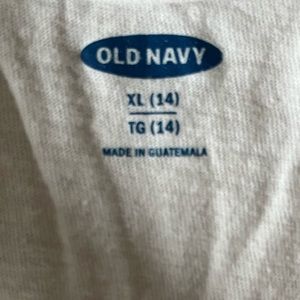 OLD NAVY
XL (14)
TG (14)
MADE IN GUATEMALA